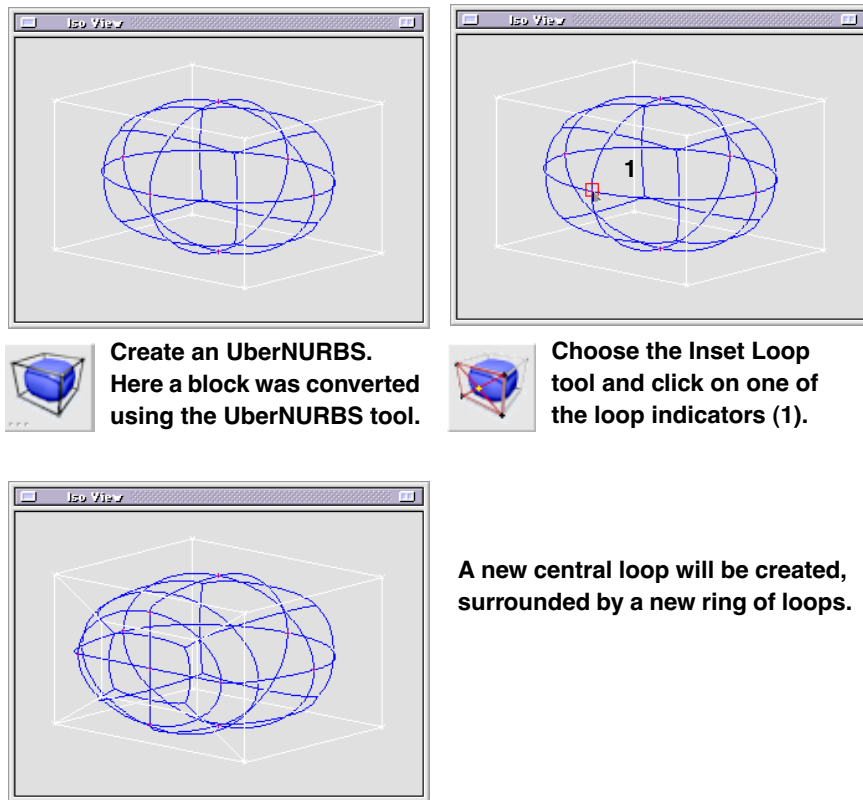 Iso View
Iso View
1
Create an UberNURBS.
Here a block was converted
using the UberNURBS tool.
Choose the Inset Loop
tool and click on one of
the loop indicators (1).
Iso View
A new central loop will be created,
surrounded by a new ring of loops.